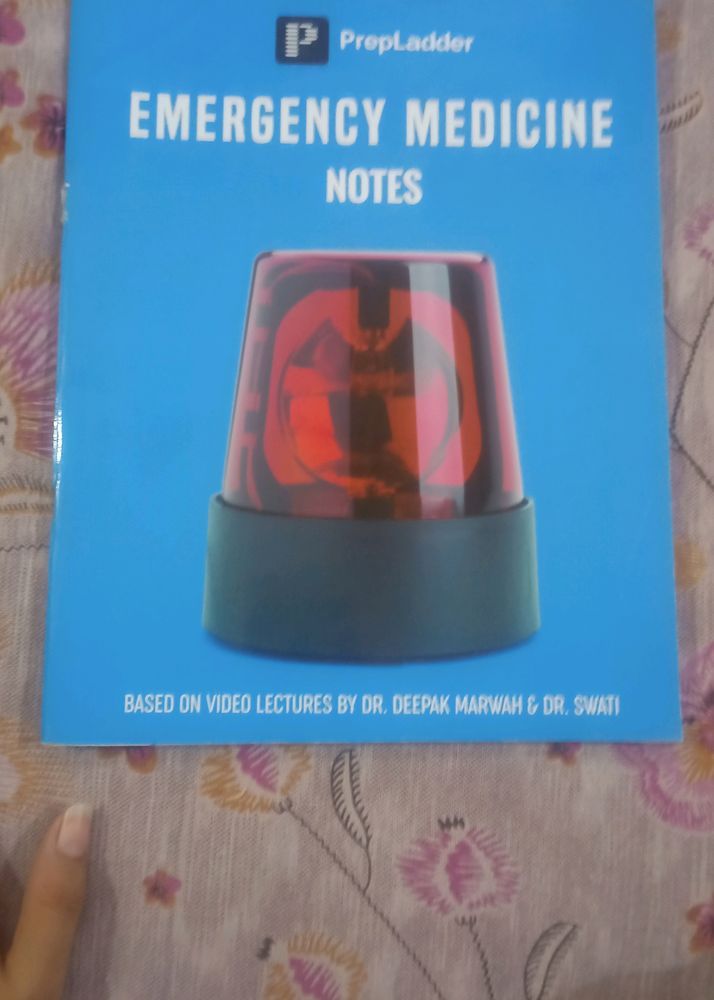 PrepLadder
EMERGENCY MEDICINE
NOTES
BASED ON VIDEO LECTURES BY DR. DEEPAK MARWAH & DR. SWATI